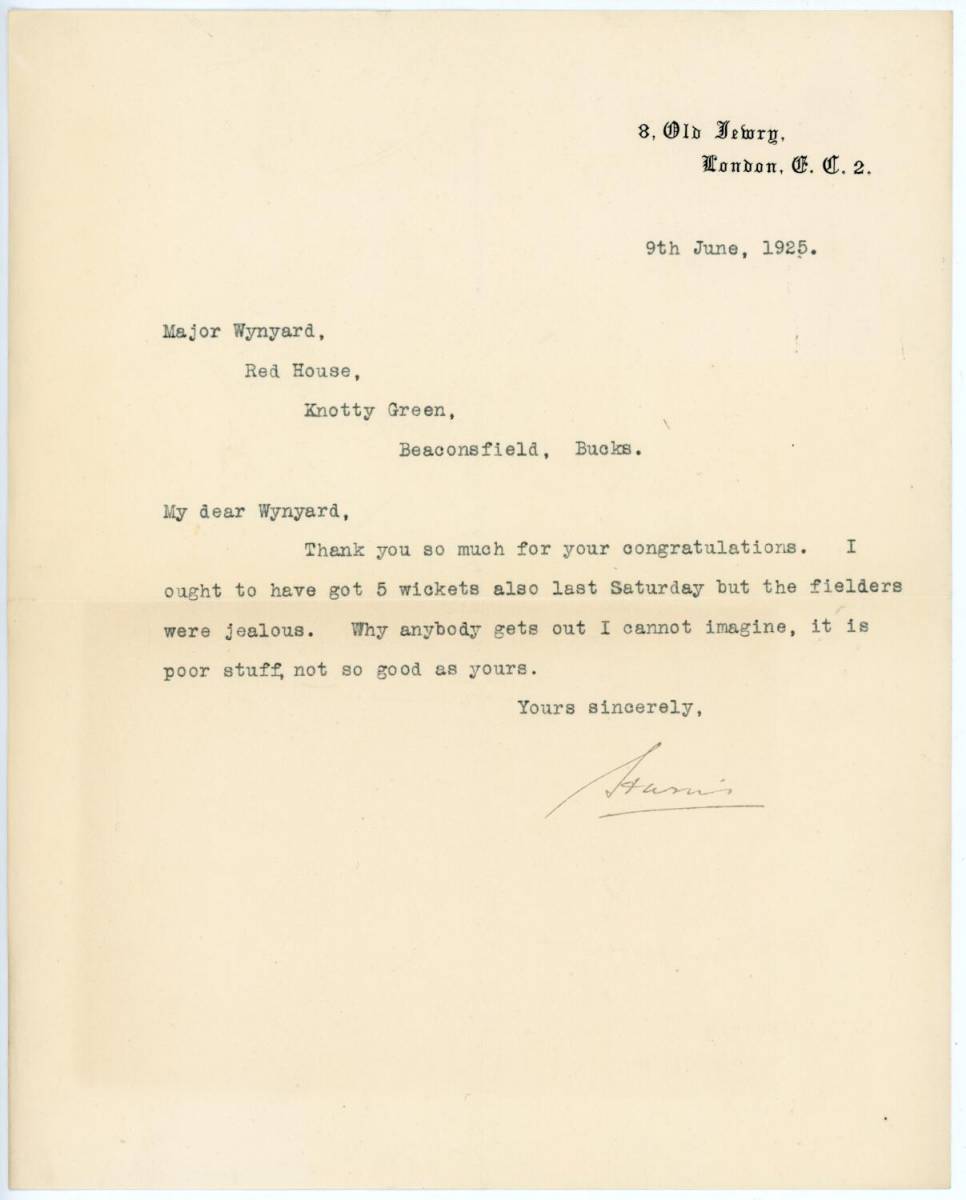 8, Old Jewry,
London, E. C. 2.
9th June, 1925.
Major Wynyard,
Red House,
Knotty Green,
Beaconsfield, Bucks.
My dear Wynyard,
Thank you so much for your congratulations. I
ought to have got 5 wickets also last Saturday but the fielders
were jealous. Why anybody gets out I cannot imagine, it is
poor stuff, not so good as yours.
Yours sincerely,
Harris